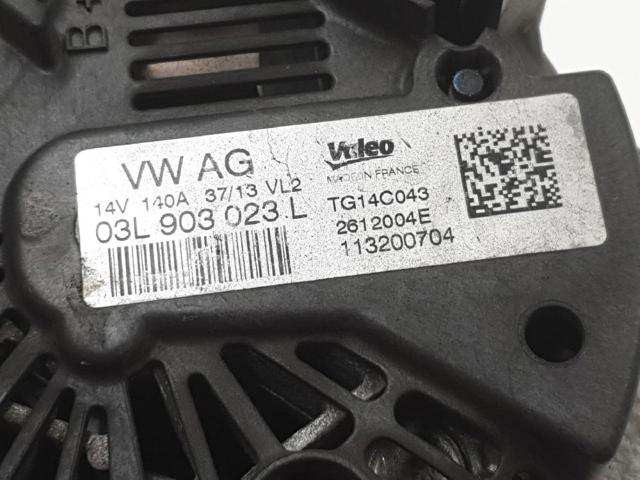 B+
VW AG
14V 140A 37/13 VL2
03L 903 023 L
Valeo
MADE IN FRANCE
TG14C043
2612004E
113200704